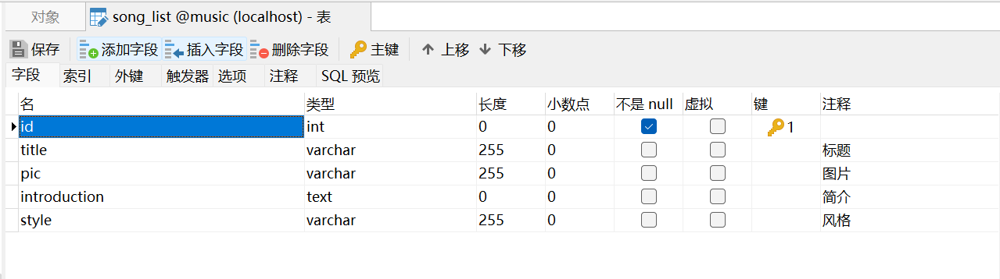 对象 song_list @music (localhost) - 表
保存 添加字段 插入字段 删除字段 主键 上移 下移
字段 索引 外键 触发器 选项 注释 SQL 预览
名 类型 长度 小数点 不是 null 虚拟 键 注释
id int 0 0 1
title varchar 255 0 标题
pic varchar 255 0 图片
introduction text 0 0 简介
style varchar 255 0 风格